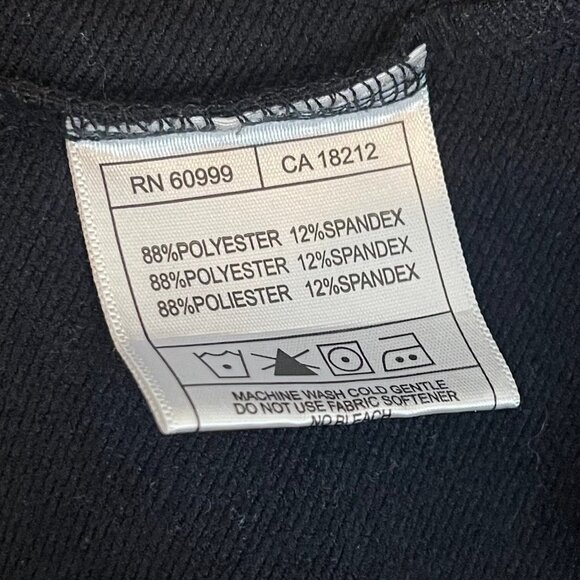 RN 60999 CA 18212
88%POLYESTER 12%SPANDEX
88%POLYESTER 12%SPANDEX
88%POLIESTER 12%SPANDEX
MACHINE WASH COLD GENTLE
DO NOT USE FABRIC SOFTENER
NO BLEACH